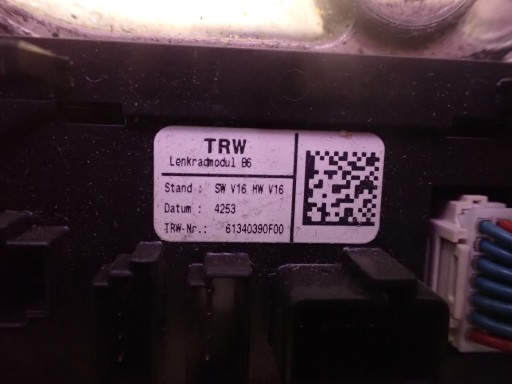 TRW
Lenkradmodul B6
Stand : SW V16 HW V16
Datum : 4253
TRW-Nr.: 61340390F00